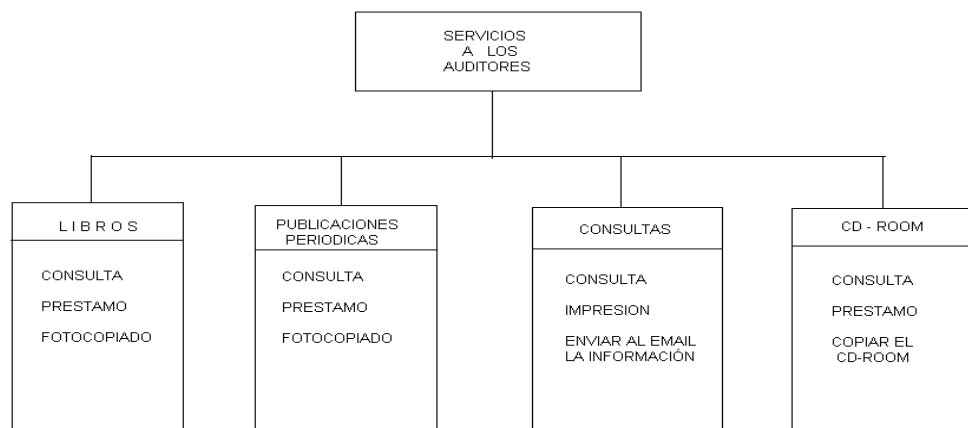 SERVICIOS
A LOS
AUDITORES
L I B R O S
CONSULTA
PRESTAMO
FOTOCOPIADO
PUBLICACIONES
PERIODICAS
CONSULTA
PRESTAMO
FOTOCOPIADO
CONSULTAS
CONSULTA
IMPRESION
ENVIAR AL EMAIL
LA INFORMACIÓN
CD - ROOM
CONSULTA
PRESTAMO
COPIAR EL
CD-ROOM